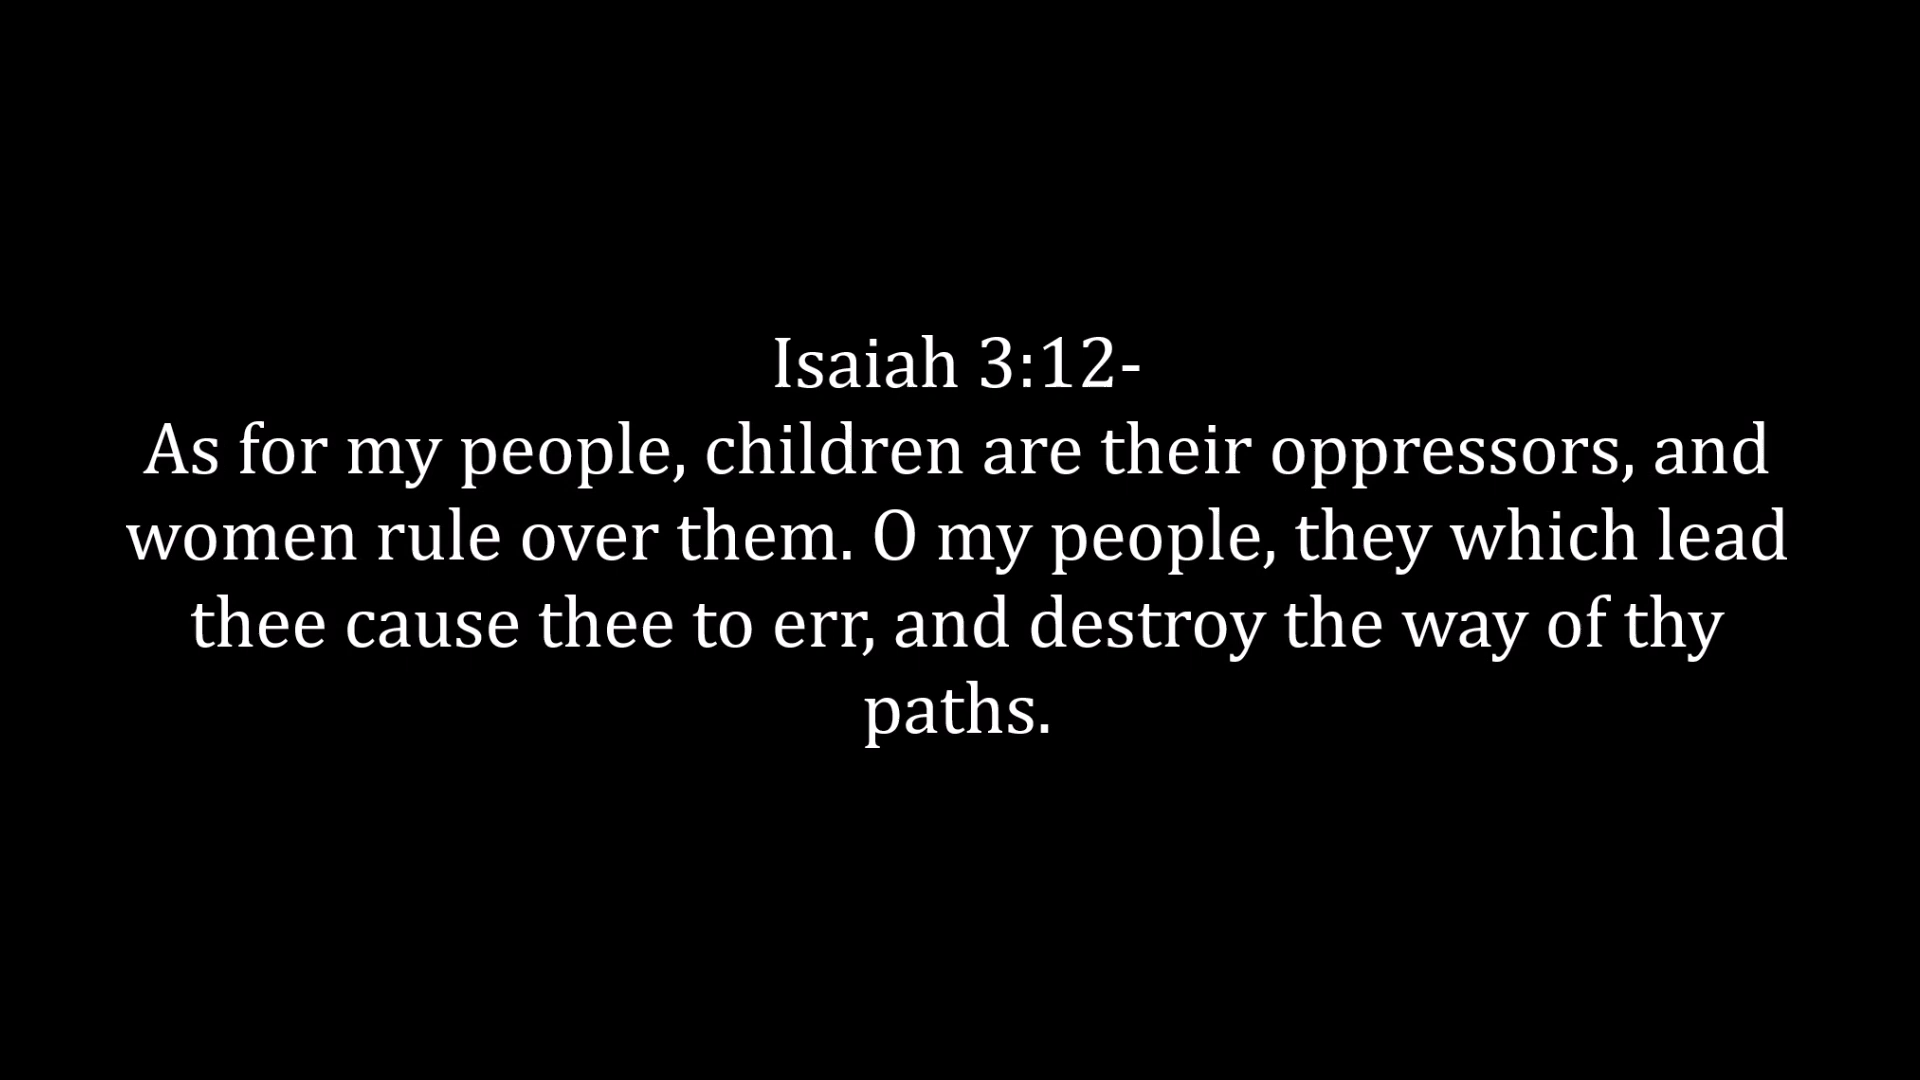 Isaiah 3:12-
As for my people, children are their oppressors, and
women rule over them. O my people, they which lead
thee cause thee to err, and destroy the way of thy
paths.